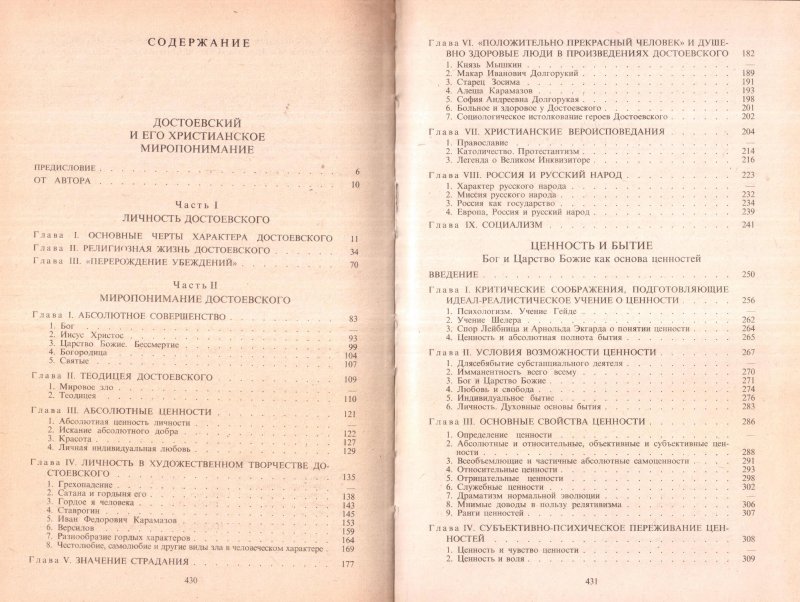 СОДЕРЖАНИЕ
ДОСТОЕВСКИЙ
И ЕГО ХРИСТИАНСКОЕ
МИРОПОНИМАНИЕ
ПРЕДИСЛОВИЕ . . . . 6
ОТ АВТОРА . . . . 10
Часть I
ЛИЧНОСТЬ ДОСТОЕВСКОГО
Глава I. ОСНОВНЫЕ ЧЕРТЫ ХАРАКТЕРА ДОСТОЕВСКОГО 11
Глава II. РЕЛИГИОЗНАЯ ЖИЗНЬ ДОСТОЕВСКОГО . . . . 34
Глава III. «ПЕРЕРОЖДЕНИЕ УБЕЖДЕНИЙ» . . . . 70
Часть II
МИРОПОНИМАНИЕ ДОСТОЕВСКОГО
Глава I. АБСОЛЮТНОЕ СОВЕРШЕНСТВО . . . . 83
1. Бог . . . . —
2. Иисус Христос . . . . 93
3. Царство Божие. Бессмертие . . . . 99
4. Богородица . . . . 104
5. Святые . . . . 107
Глава II. ТЕОДИЦЕЯ ДОСТОЕВСКОГО . . . . 109
1. Мировое зло . . . . —
2. Теодицея . . . . 110
Глава III. АБСОЛЮТНЫЕ ЦЕННОСТИ . . . . 121
1. Абсолютная ценность личности . . . . —
2. Искание абсолютного добра . . . . 122
3. Красота . . . . 127
4. Личная индивидуальная любовь . . . . 129
Глава IV. ЛИЧНОСТЬ В ХУДОЖЕСТВЕННОМ ТВОРЧЕСТВЕ ДО-
СТОЕВСКОГО . . . . 135
1. Грехопадение . . . . —
2. Сатана и гордыня его . . . . 138
3. Гордое я человека . . . . 143
4. Ставрогин . . . . 145
5. Иван Федорович Карамазов . . . . 153
6. Версилов . . . . 159
7. Разнообразие гордых характеров . . . . 164
8. Честолюбие, самолюбие и другие виды зла в человеческом характере . 169
Глава V. ЗНАЧЕНИЕ СТРАДАНИЯ . . . . 177
430
Глава VI. «ПОЛОЖИТЕЛЬНО ПРЕКРАСНЫЙ ЧЕЛОВЕК» И ДУШЕ-
ВНО ЗДОРОВЫЕ ЛЮДИ В ПРОИЗВЕДЕНИЯХ ДОСТОЕВСКОГО 182
1. Князь Мышкин . . . . —
2. Макар Иванович Долгорукий . . . . 189
3. Старец Зосима . . . . 191
4. Алеша Карамазов . . . . 193
5. София Андреевна Долгорукая . . . . 198
6. Больное и здоровое у Достоевского . . . . 201
7. Социологическое истолкование героев Достоевского . . . . 202
Глава VII. ХРИСТИАНСКИЕ ВЕРОИСПОВЕДАНИЯ . . . . 204
1. Православие . . . . —
2. Католичество. Протестантизм . . . . 214
3. Легенда о Великом Инквизиторе . . . . 216
Глава VIII. РОССИЯ И РУССКИЙ НАРОД . . . . 223
1. Характер русского народа . . . . —
2. Миссия русского народа . . . . 232
3. Россия как государство . . . . 234
4. Европа, Россия и русский народ . . . . 239
Глава IX. СОЦИАЛИЗМ . . . . 241
ЦЕННОСТЬ И БЫТИЕ
Бог и Царство Божие как основа ценностей
ВВЕДЕНИЕ . . . . 250
Глава I. КРИТИЧЕСКИЕ СООБРАЖЕНИЯ, ПОДГОТОВЛЯЮЩИЕ
ИДЕАЛ-РЕАЛИСТИЧЕСКОЕ УЧЕНИЕ О ЦЕННОСТИ . . . . 256
1. Психологизм. Учение Гейде . . . . —
2. Учение Шелера . . . . 262
3. Спор Лейбница и Арнольда Экгарда о понятии ценности . . . . 264
4. Ценность и абсолютная полнота бытия . . . . 265
Глава II. УСЛОВИЯ ВОЗМОЖНОСТИ ЦЕННОСТИ . . . . 267
1. Длясебябытие субстанциального деятеля . . . . —
2. Имманентность всего всему . . . . 270
3. Бог и Царство Божие . . . . 271
4. Любовь и свобода . . . . 274
5. Индивидуальное бытие . . . . 276
6. Личность. Духовные основы бытия . . . . 283
Глава III. ОСНОВНЫЕ СВОЙСТВА ЦЕННОСТИ . . . . 286
1. Определение ценности . . . . —
2. Абсолютные и относительные, объективные и субъективные цен-
ности . . . . 288
3. Всеобъемлющие и частичные абсолютные самоценности . . . . 291
4. Относительные ценности . . . . 293
5. Отрицательные ценности . . . . 298
6. Служебные ценности . . . . 302
7. Драматизм нормальной эволюции
8. Мнимые доводы в пользу релятивизма . . . . 306
9. Ранги ценностей . . . . 307
Глава IV. СУБЪЕКТИВНО-ПСИХИЧЕСКОЕ ПЕРЕЖИВАНИЕ ЦЕН-
НОСТЕЙ . . . . 308
1. Ценность и чувство ценности . . . . —
2. Ценность и воля . . . . 309
431